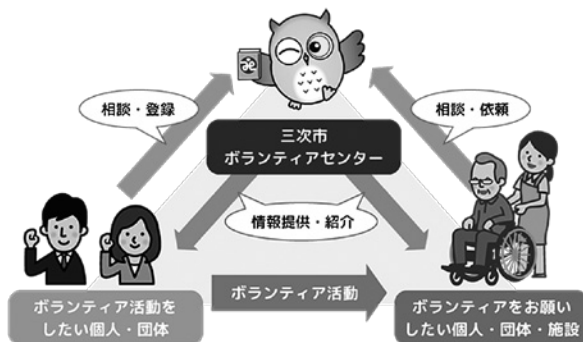 相談・登録
相談・依頼
三次市
ボランティアセンター
情報提供・紹介
ボランティア活動を
したい個人・団体
ボランティア活動
ボランティアをお願い
したい個人・団体・施設